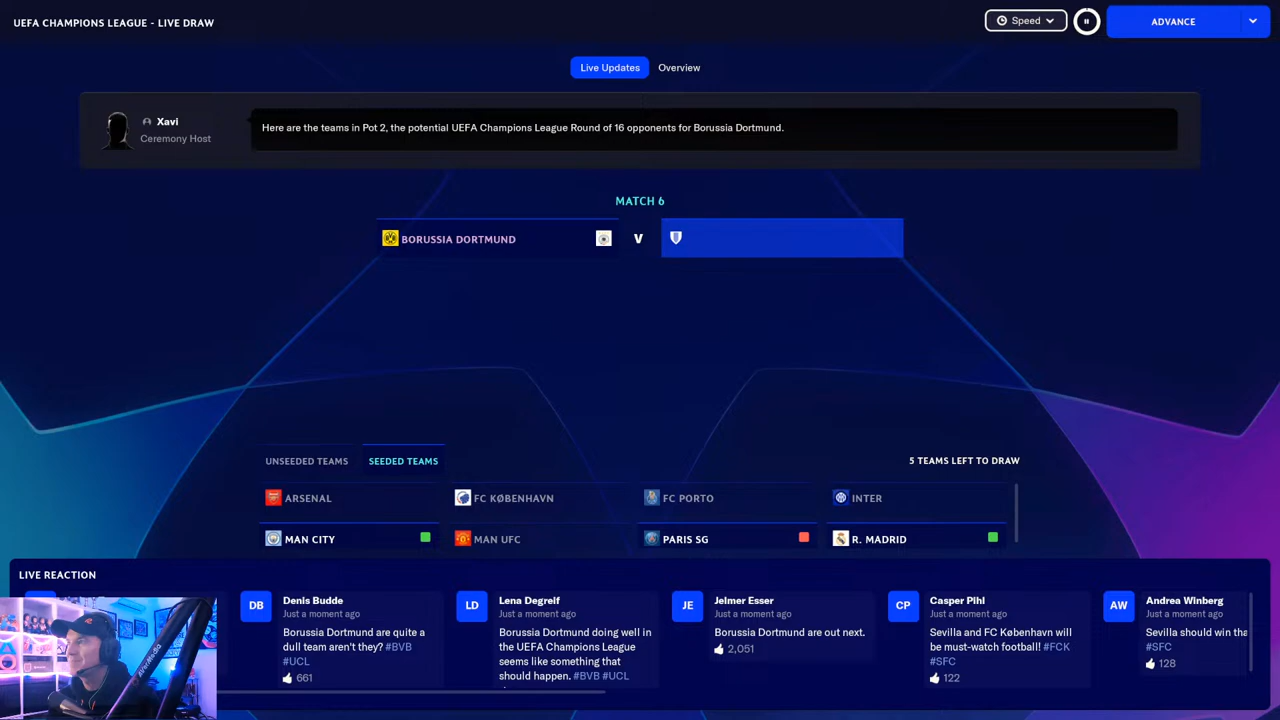 UEFA CHAMPIONS LEAGUE - LIVE DRAW
Speed
ADVANCE
Live Updates
Overview
Xavi
Ceremony Host
Here are the teams in Pot 2, the potential UEFA Champions League Round of 16 opponents for Borussia Dortmund.
MATCH 6
BORUSSIA DORTMUND
V
UNSEEDED TEAMS
SEEDED TEAMS
5 TEAMS LEFT TO DRAW
ARSENAL
FC KØBENHAVN
FC PORTO
INTER
MAN CITY
MAN UFC
PARIS SG
R. MADRID
LIVE REACTION
DB
Denis Budde
Just a moment ago
Borussia Dortmund are quite a
dull team aren't they? #BVB
#UCL
661
LD
Lena Degreif
Just a moment ago
Borussia Dortmund doing well in
the UEFA Champions League
seems like something that
should happen. #BVB #UCL
JE
Jelmer Esser
Just a moment ago
Borussia Dortmund are out next.
2,051
CP
Casper Pihl
Just a moment ago
Sevilla and FC København will
be must-watch football! #FCK
#SFC
122
AW
Andrea Winberg
Just a moment ago
Sevilla should win tha
#SFC
128